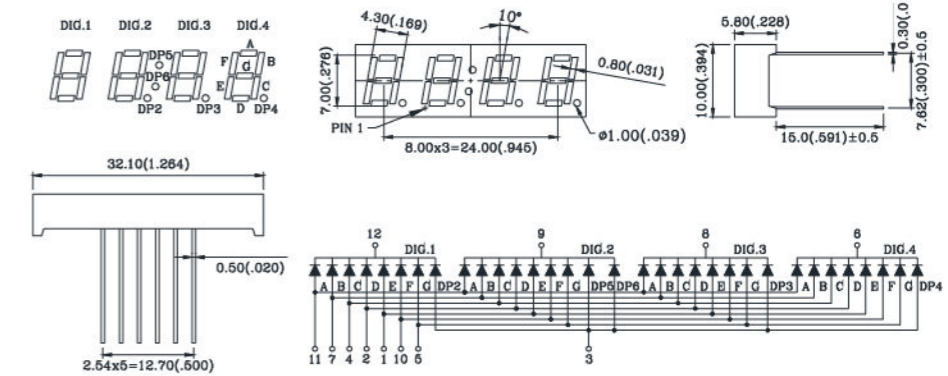 DIG.1 DIG.2 DIG.3 DIG.4
A
F B
G
E C
D
DP5
DP6
DP2 DP3 DP4
4.30(.169)
10°
0.80(.031)
7.00(.276)
PIN 1
8.00x3=24.00(.945)
ø1.00(.039)
5.80(.228)
0.30(.0
10.00(.394)
7.62(.300)±0.5
15.0(.591)±0.5
32.10(1.264)
0.50(.020)
2.54x5=12.70(.500)
12 9 8 6
DIG.1 DIG.2 DIG.3 DIG.4
A B C D E F G DP2 A B C D E F G DP5 DP6 A B C D E F G DP3 A B C D E F G DP4
11 7 4 2 1 10 5 3